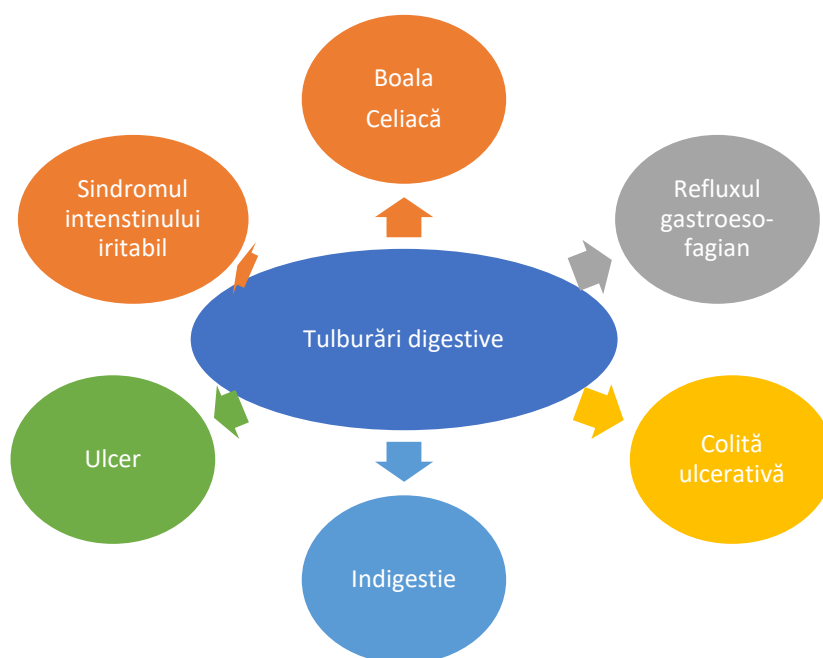 Boala
Celiacă
Sindromul
intenstinului
iritabil
Refluxul
gastroeso-
fagian
Tulburări digestive
Ulcer
Colită
ulcerativă
Indigestie